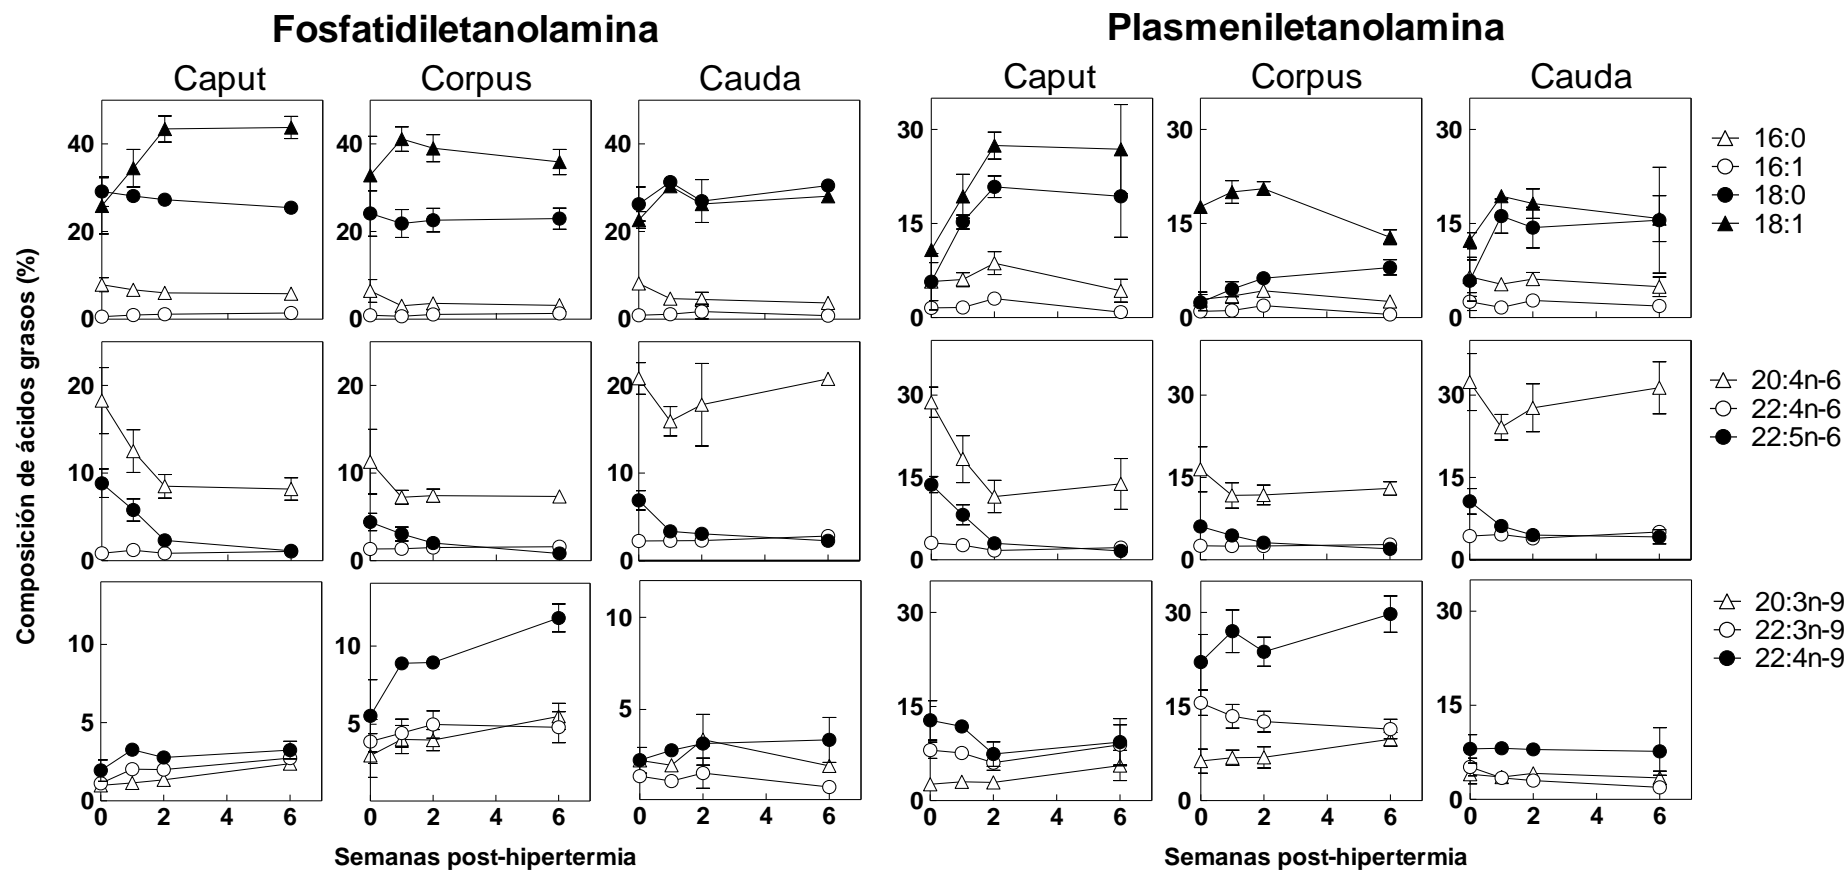 Fosfatidiletanolamina
Plasmeniletanolamina
Caput Corpus Cauda Caput Corpus Cauda
Composición de ácidos grasos (%)
40 40 40 30 30 30
20 20 20 15 15 15
0 0 0 0 0 0
16:0
16:1
18:0
18:1
20 20 20 30 30 30
10 10 10 15 15 15
0 0 0 0 0 0
20:4n-6
22:4n-6
22:5n-6
10 10 10 30 30 30
5 5 5 15 15 15
0 0 0 0 0 0
20:3n-9
22:3n-9
22:4n-9
0 2 4 6 0 2 4 6 0 2 4 6 0 2 4 6 0 2 4 6 0 2 4 6
Semanas post-hipertermia
Semanas post-hipertermia